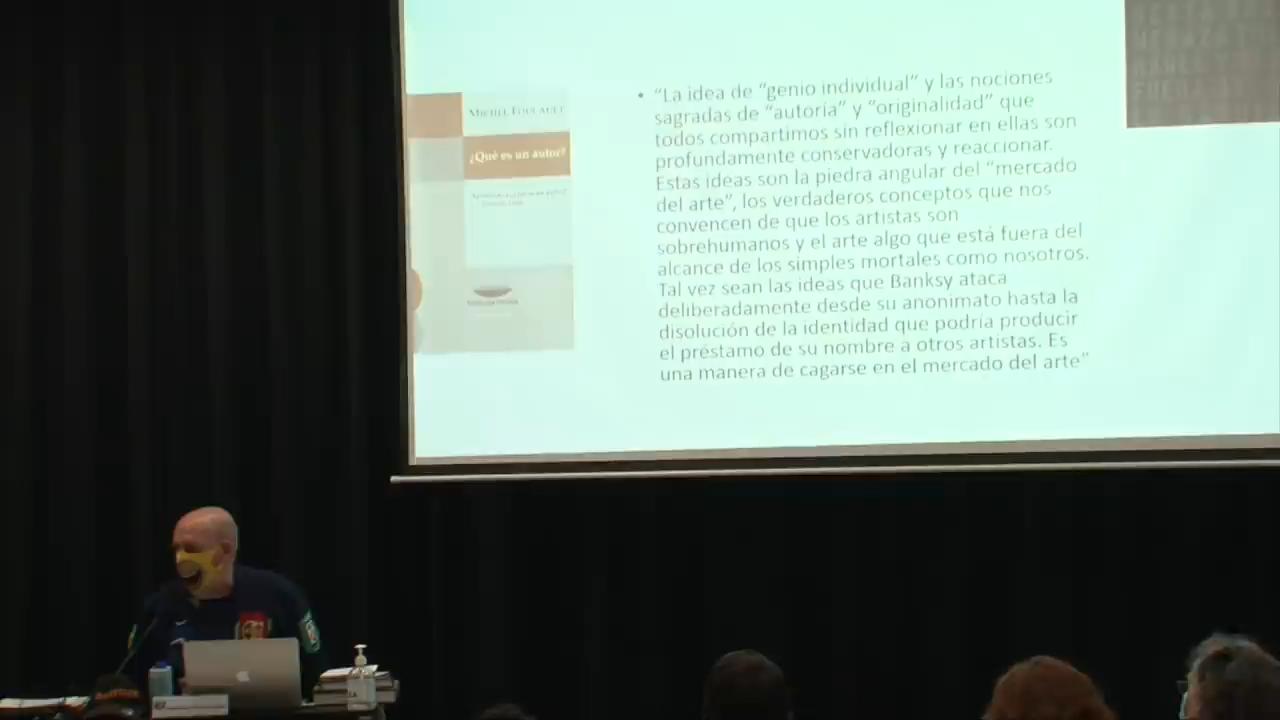 MICHEL FOUCAULT
¿Qué es un autor?
• “La idea de “genio individual” y las nociones
sagradas de “autoría” y “originalidad” que
todos compartimos sin reflexionar en ellas son
profundamente conservadoras y reaccionar.
Estas ideas son la piedra angular del “mercado
del arte”, los verdaderos conceptos que nos
convencen de que los artistas son
sobrehumanos y el arte algo que está fuera del
alcance de los simples mortales como nosotros.
Tal vez sean las ideas que Banksy ataca
deliberadamente desde su anonimato hasta la
disolución de la identidad que podría producir
el préstamo de su nombre a otros artistas. Es
una manera de cagarse en el mercado del arte”